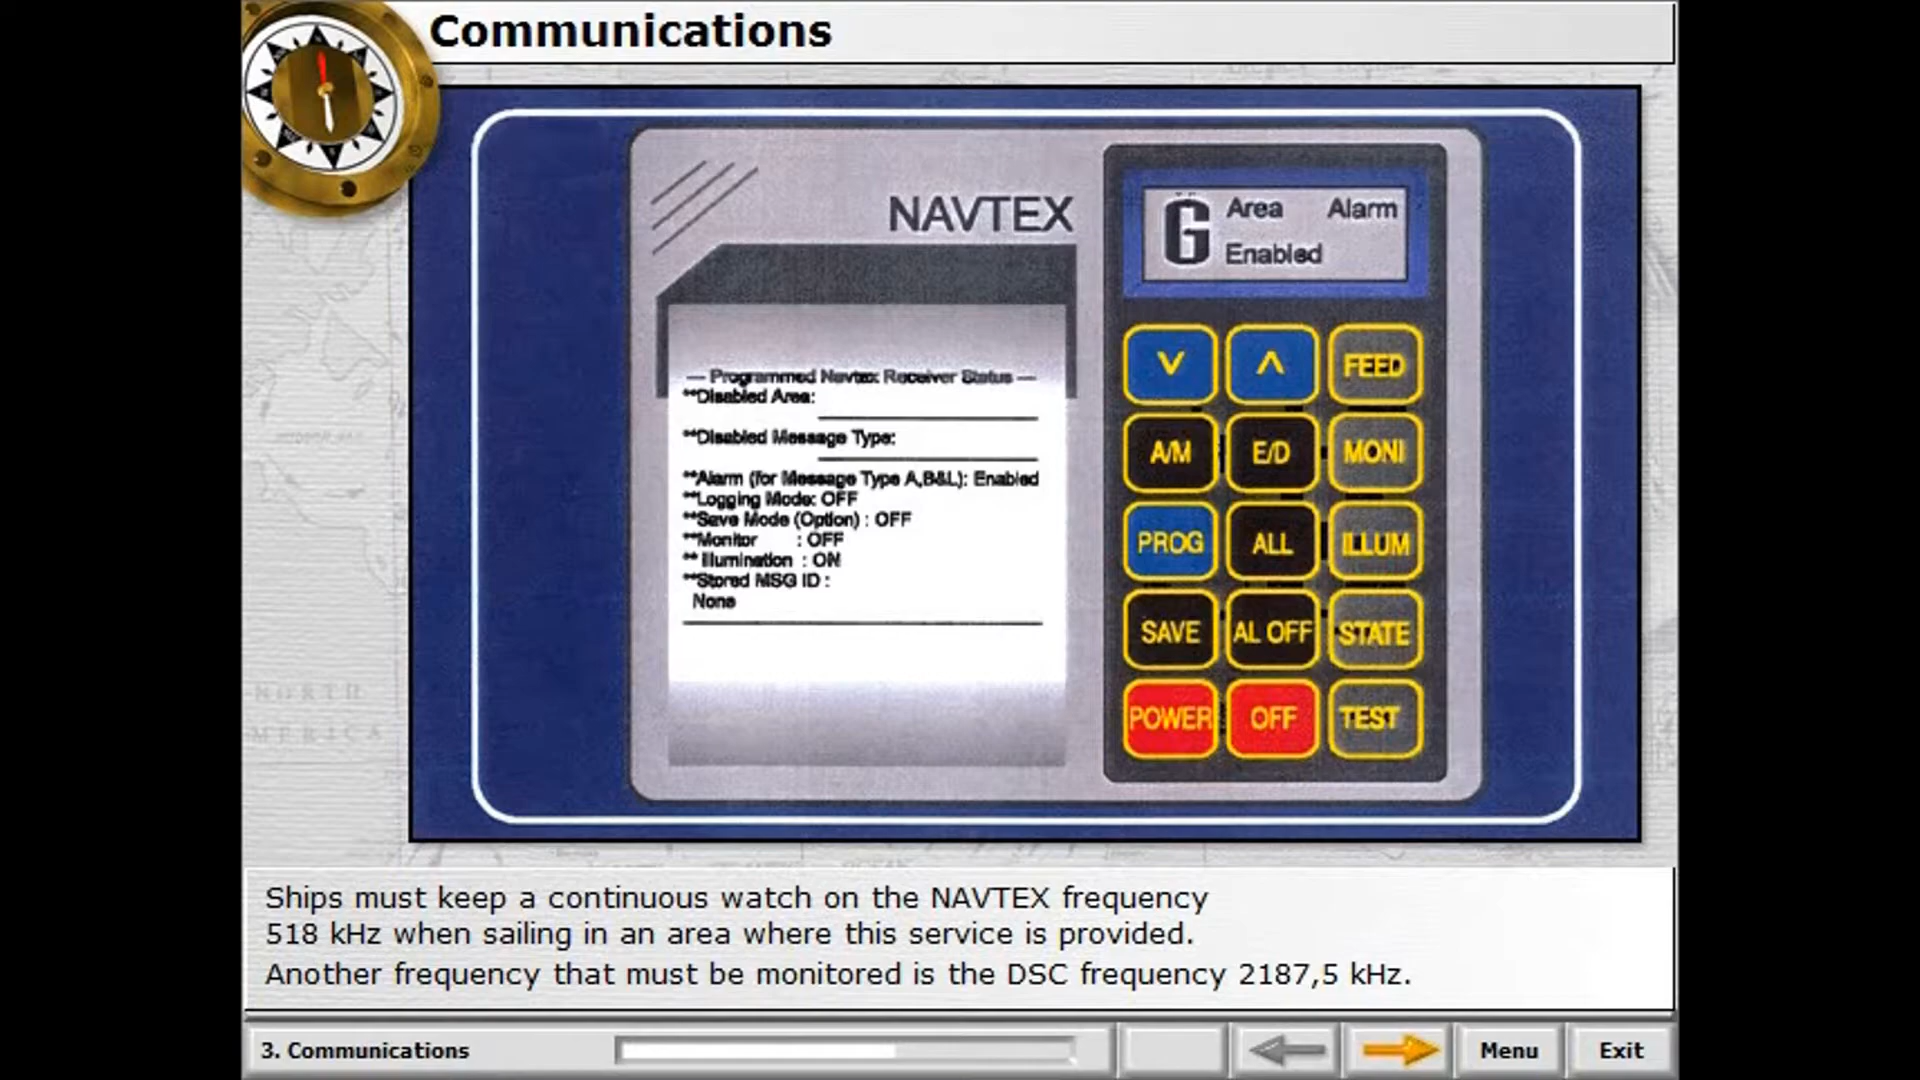 Communications
NAVTEX
G Area Alarm
Enabled
— Programmed Navtex Receiver Status —
**Disabled Area:
**Disabled Message Type:
**Alarm (for Message Type A,B&L): Enabled
**Logging Mode: OFF
**Save Mode (Option) : OFF
**Monitor : OFF
** Illumination : ON
**Stored MSG ID :
None
V Λ FEED
A/M E/D MONI
PROG ALL ILLUM
SAVE AL OFF STATE
POWER OFF TEST
NORTH
MERICA
Ships must keep a continuous watch on the NAVTEX frequency
518 kHz when sailing in an area where this service is provided.
Another frequency that must be monitored is the DSC frequency 2187,5 kHz.
3. Communications
Menu
Exit